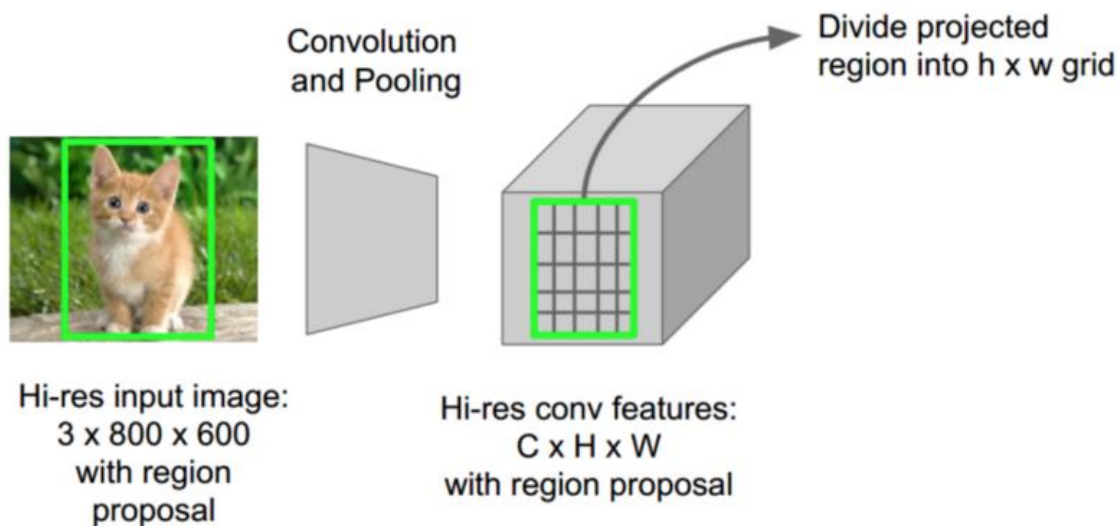 Convolution
and Pooling
Divide projected
region into h x w grid
Hi-res input image:
3 x 800 x 600
with region
proposal
Hi-res conv features:
C x H x W
with region proposal